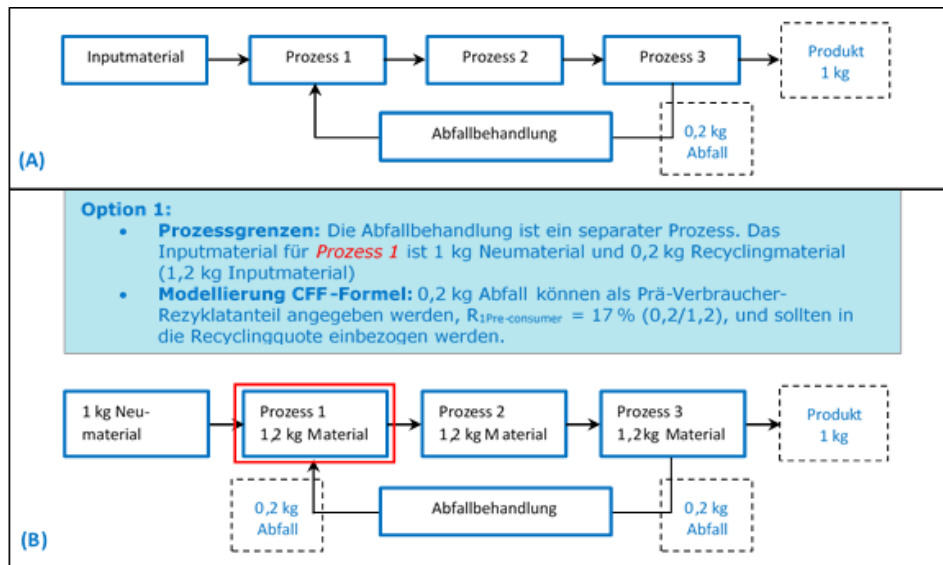 Inputmaterial
Prozess 1
Prozess 2
Prozess 3
Produkt
1 kg
Abfallbehandlung
0,2 kg
Abfall
(A)
Option 1:
• Prozessgrenzen: Die Abfallbehandlung ist ein separater Prozess. Das
Inputmaterial für Prozess 1 ist 1 kg Neumaterial und 0,2 kg Recyclingmaterial
(1,2 kg Inputmaterial)
• Modellierung CFF-Formel: 0,2 kg Abfall können als Prä-Verbraucher-
Rezyklatanteil angegeben werden, R1Pre-consumer = 17 % (0,2/1,2), und sollten in
die Recyclingquote einbezogen werden.
1 kg Neu-
material
Prozess 1
1,2 kg Material
Prozess 2
1,2 kg Material
Prozess 3
1,2kg Material
Produkt
1 kg
0,2 kg
Abfall
Abfallbehandlung
0,2 kg
Abfall
(B)